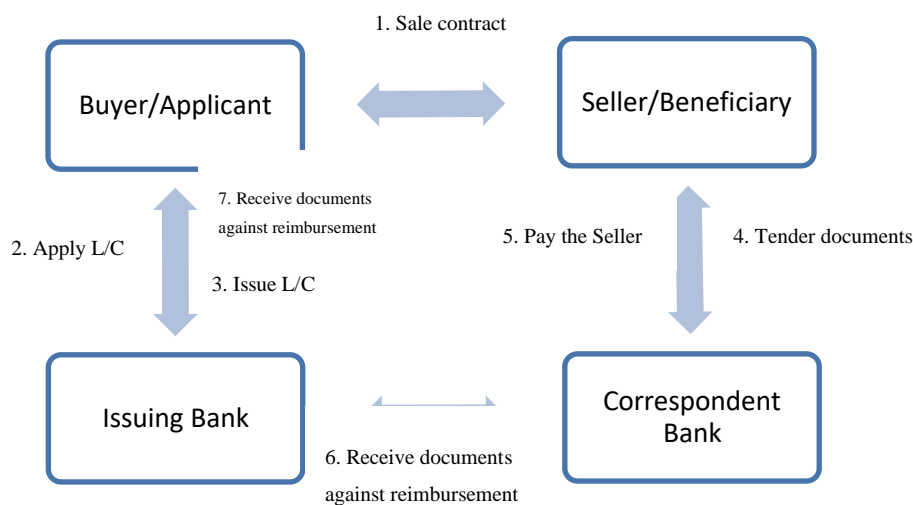 1. Sale contract
Buyer/Applicant
Seller/Beneficiary
7. Receive documents
against reimbursement
2. Apply L/C
3. Issue L/C
5. Pay the Seller
4. Tender documents
Issuing Bank
Correspondent
Bank
6. Receive documents
against reimbursement